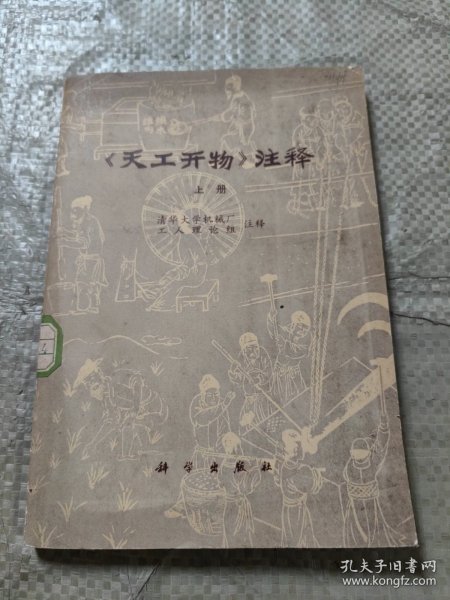 《天工开物》注释
上册
清华大学机械厂
工人理论组 注释
科学出版社
孔夫子旧书网
www.kongfz.com